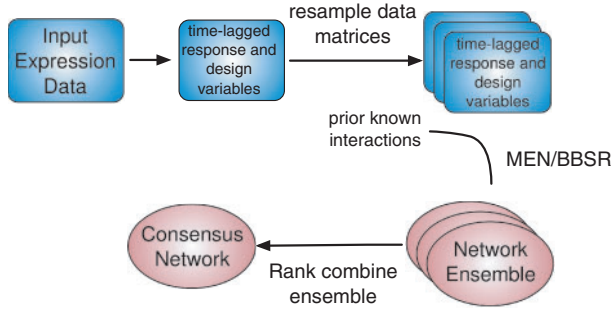 Input
Expression
Data
time-lagged
response and
design
variables
resample data
matrices
time-lagged
response and
design
variables
prior known
interactions
MEN/BBSR
Network
Ensemble
Rank combine
ensemble
Consensus
Network